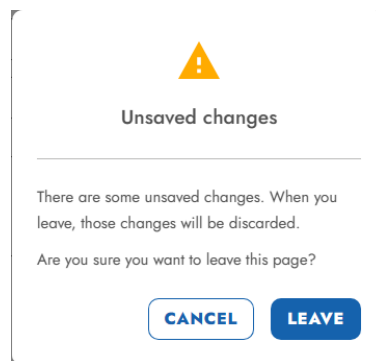 Unsaved changes
There are some unsaved changes. When you
leave, those changes will be discarded.
Are you sure you want to leave this page?
CANCEL LEAVE